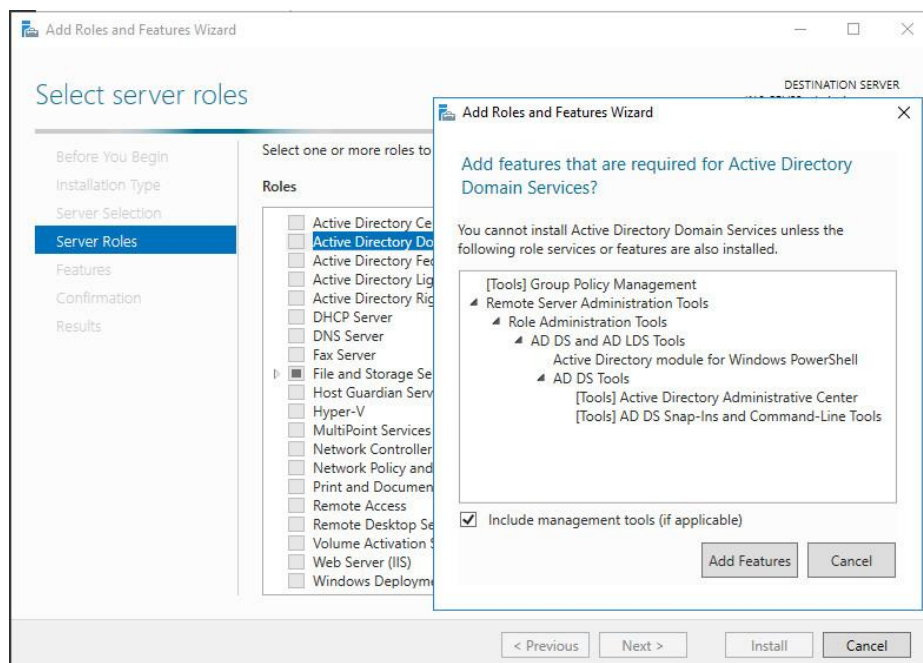 Add Roles and Features Wizard
Select server roles
DESTINATION SERVER
Before You Begin
Installation Type
Server Selection
Server Roles
Features
Confirmation
Results
Select one or more roles to
Roles
Active Directory Ce
Active Directory Do
Active Directory Fed
Active Directory Lig
Active Directory Rig
DHCP Server
DNS Server
Fax Server
File and Storage Se
Host Guardian Serv
Hyper-V
MultiPoint Services
Network Controller
Network Policy and
Print and Documen
Remote Access
Remote Desktop Se
Volume Activation S
Web Server (IIS)
Windows Deployme
Add Roles and Features Wizard
Add features that are required for Active Directory
Domain Services?
You cannot install Active Directory Domain Services unless the
following role services or features are also installed.
[Tools] Group Policy Management
Remote Server Administration Tools
Role Administration Tools
AD DS and AD LDS Tools
Active Directory module for Windows PowerShell
AD DS Tools
[Tools] Active Directory Administrative Center
[Tools] AD DS Snap-Ins and Command-Line Tools
Include management tools (if applicable)
Add Features
Cancel
< Previous
Next >
Install
Cancel